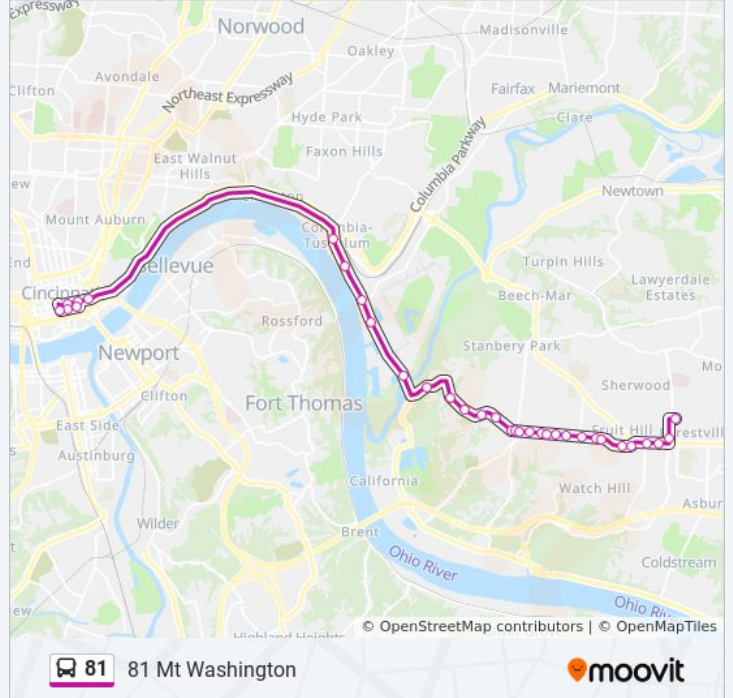 Expressway
Norwood
Madisonville
Oakley
Avondale
Clifton
Northeast Expressway
Fairfax
Mariemont
Clare
Hyde Park
Columbia Parkway
Faxon Hills
East Walnut
Hills
Newtown
Mount Auburn
Tusculum
Bellevue
Turpin Hills
Lawyerdale
Estates
Beech-Mar
Cincinnati
Rossford
Newport
Stanbery Park
Sherwood
Clifton
Fort Thomas
East Side
Fruit Hill
Forestville
Austinburg
California
Watch Hill
Wilder
Brent
Ohio River
Coldstream
Ohio Riv
Highland Heights
© OpenStreetMap contributors | © OpenMapTiles
81
81 Mt Washington
moovit